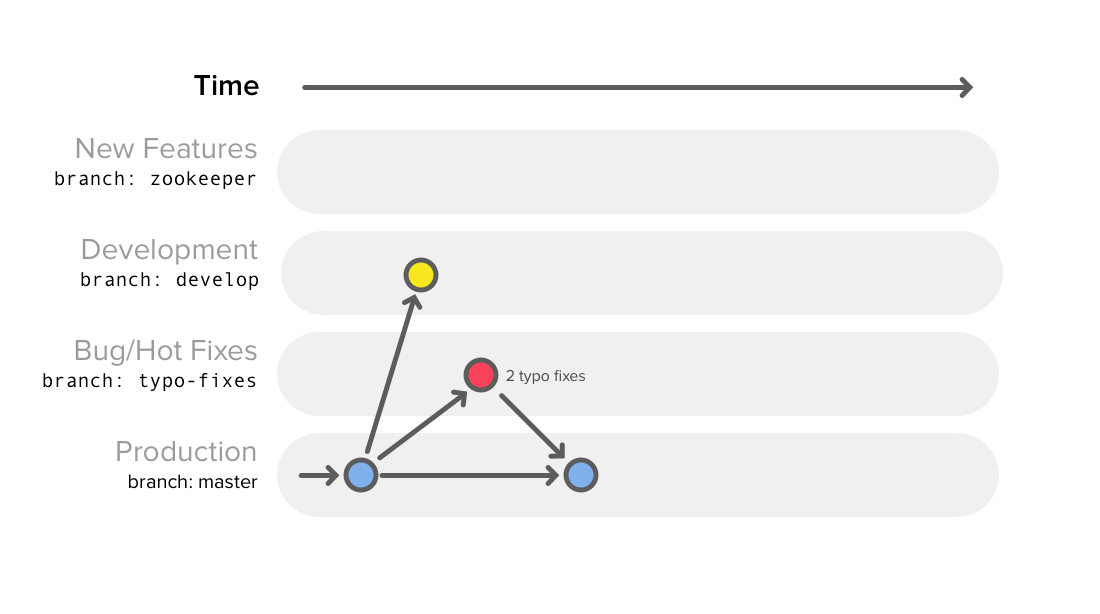 Time
New Features
branch: zookeeper
Development
branch: develop
Bug/Hot Fixes
branch: typo-fixes
2 typo fixes
Production
branch: master